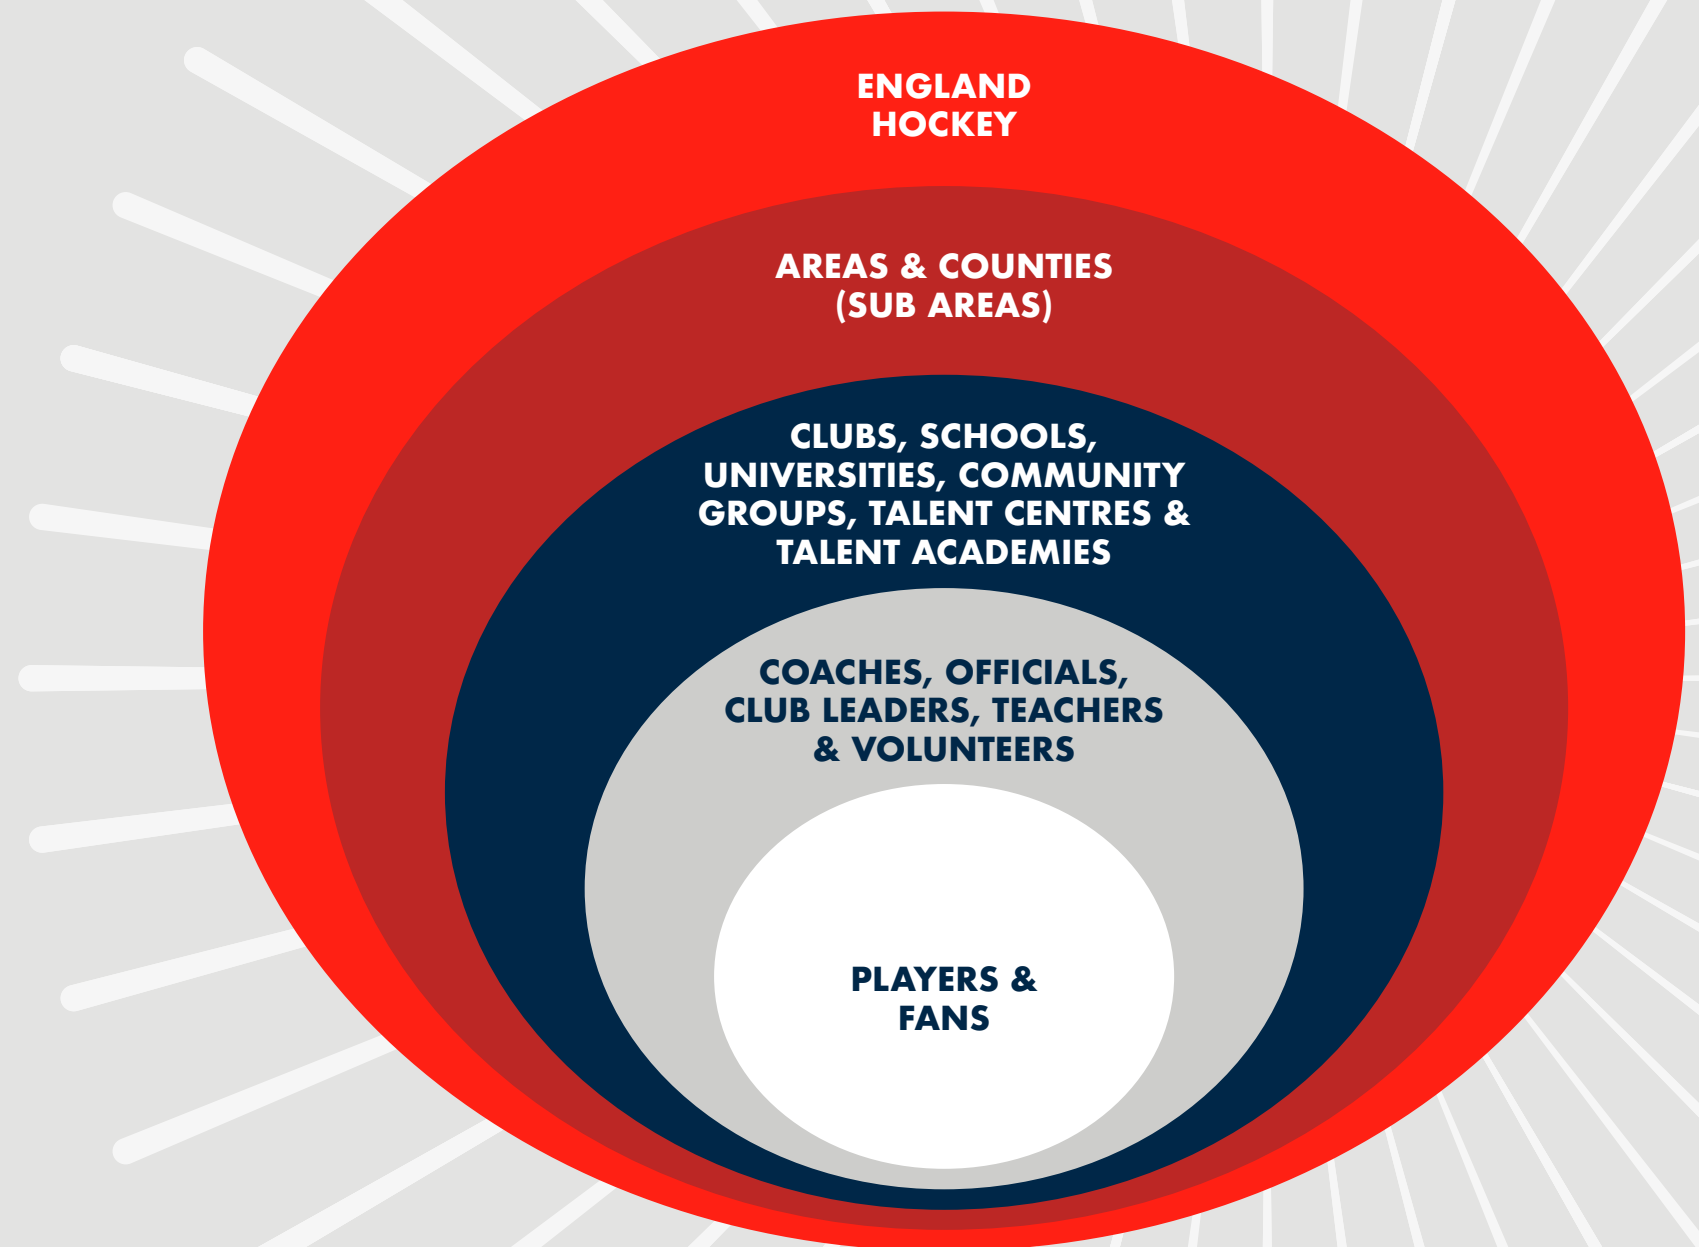 ENGLAND
HOCKEY
AREAS & COUNTIES
(SUB AREAS)
CLUBS, SCHOOLS,
UNIVERSITIES, COMMUNITY
GROUPS, TALENT CENTRES &
TALENT ACADEMIES
COACHES, OFFICIALS,
CLUB LEADERS, TEACHERS
& VOLUNTEERS
PLAYERS &
FANS